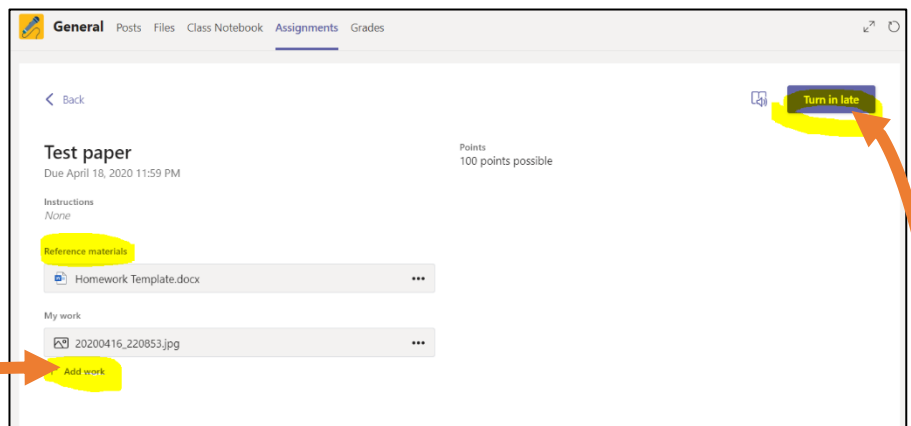 General Posts Files Class Notebook Assignments Grades
Back
Turn in late
Test paper
Due April 18, 2020 11:59 PM
Points
100 points possible
Instructions
None
Reference materials
Homework Template.docx
My work
20200416_220853.jpg
Add work